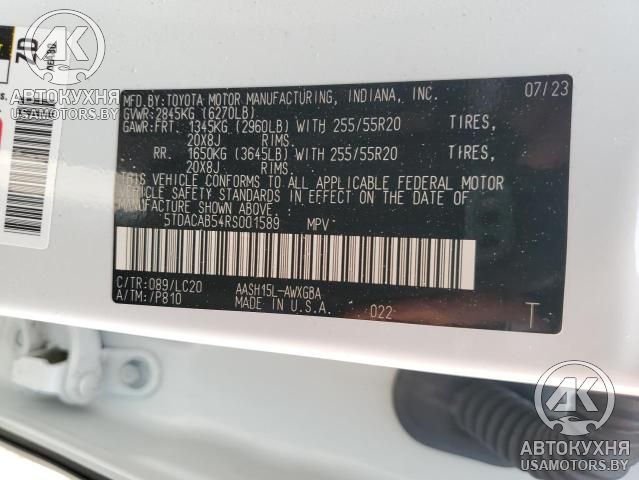 AK
АВТОКУХНЯ
USAMOTORS.BY
ZD
MFD.BY: TOYOTA MOTOR MANUFACTURING, INDIANA, INC. 07/23
GVWR: 2845KG (6270LB)
GAWR: FRT. 1345KG (2960LB) WITH 255/55R20 TIRES,
20X8J RIMS.
RR. 1650KG (3645LB) WITH 255/55R20 TIRES,
20X8J RIMS.
THIS VEHICLE CONFORMS TO ALL APPLICABLE FEDERAL MOTOR
VEHICLE SAFETY STANDARDS IN EFFECT ON THE DATE OF
MANUFACTURE SHOWN ABOVE.
5TDACAB54RS001589 MPV
C/TR: 089/LC20 AASH15L-AWXGBA
A/TM: /P810 MADE IN U.S.A. 022 T
AK
АВТОКУХНЯ
USAMOTORS.BY